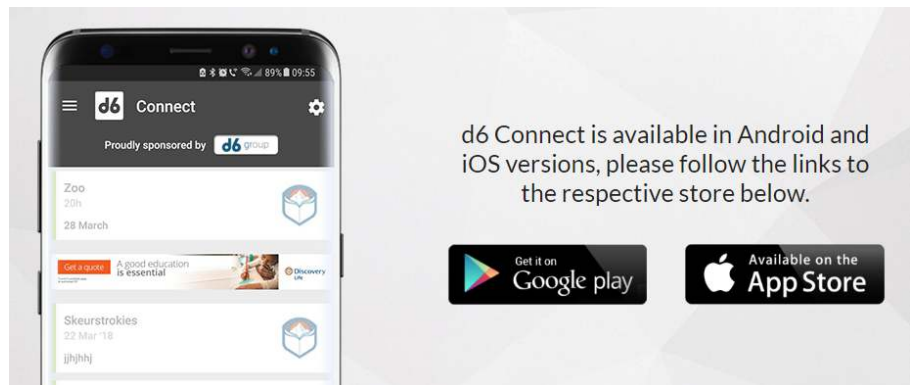 89% 09:55
d6 Connect
Proudly sponsored by d6 group
Zoo
20h
28 March
Get a quote
A good education
is essential
Discovery
Life
Skeurstrokies
22 Mar '18
jjhjhhj
d6 Connect is available in Android and
iOS versions, please follow the links to
the respective store below.
Get it on
Google play
Available on the
App Store